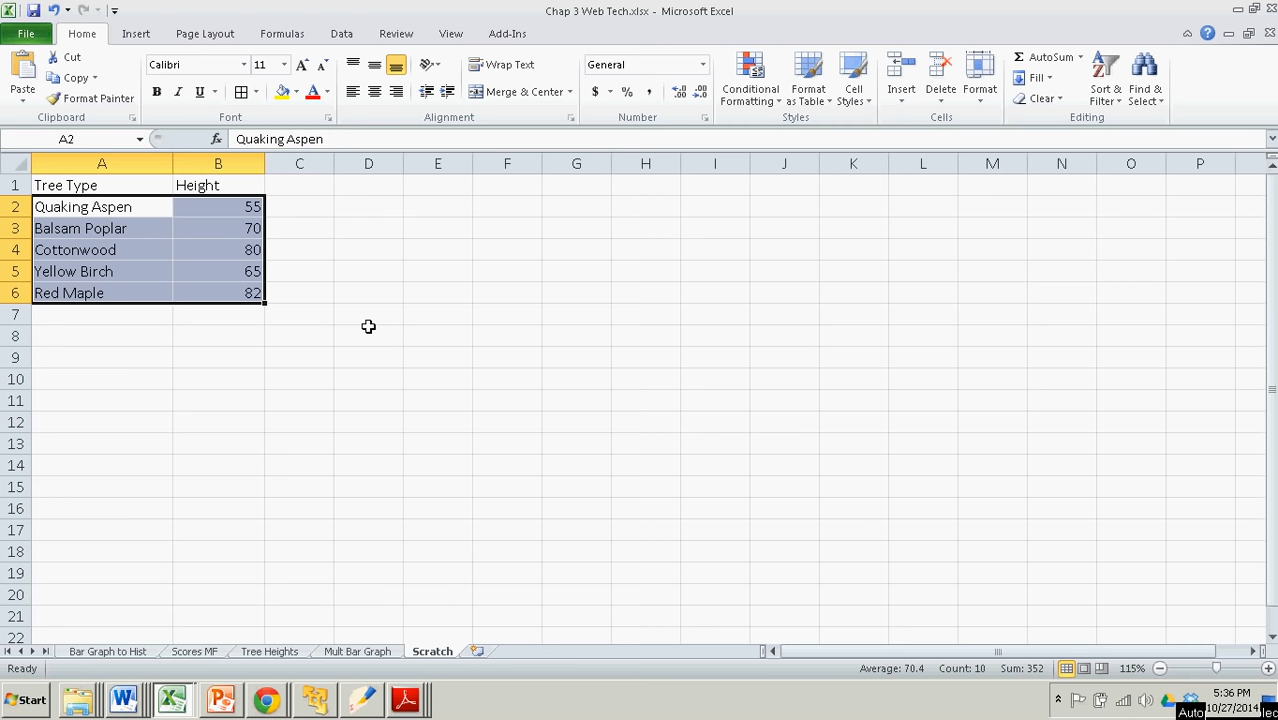 Chap 3 Web Tech.xlsx - Microsoft Excel
File Home Insert Page Layout Formulas Data Review View Add-Ins
Cut
Copy
Format Painter
Paste
Clipboard
Calibri 11
B I U A
Font
Wrap Text
Merge & Center
Alignment
General
$ % ,
Number
Conditional Formatting
Format as Table
Cell Styles
Styles
Insert
Delete
Format
Cells
Σ AutoSum
Fill
Clear
Sort & Filter
Find & Select
Editing
A2 fx Quaking Aspen
A B C D E F G H I J K L M N O P
1 Tree Type Height
2 Quaking Aspen 55
3 Balsam Poplar 70
4 Cottonwood 80
5 Yellow Birch 65
6 Red Maple 82
7
8
9
10
11
12
13
14
15
16
17
18
19
20
21
22
Bar Graph to Hist Scores MF Tree Heights Mult Bar Graph Scratch
Ready Average: 70.4 Count: 10 Sum: 352 115%
Start 5:36 PM
10/27/2014
Auto